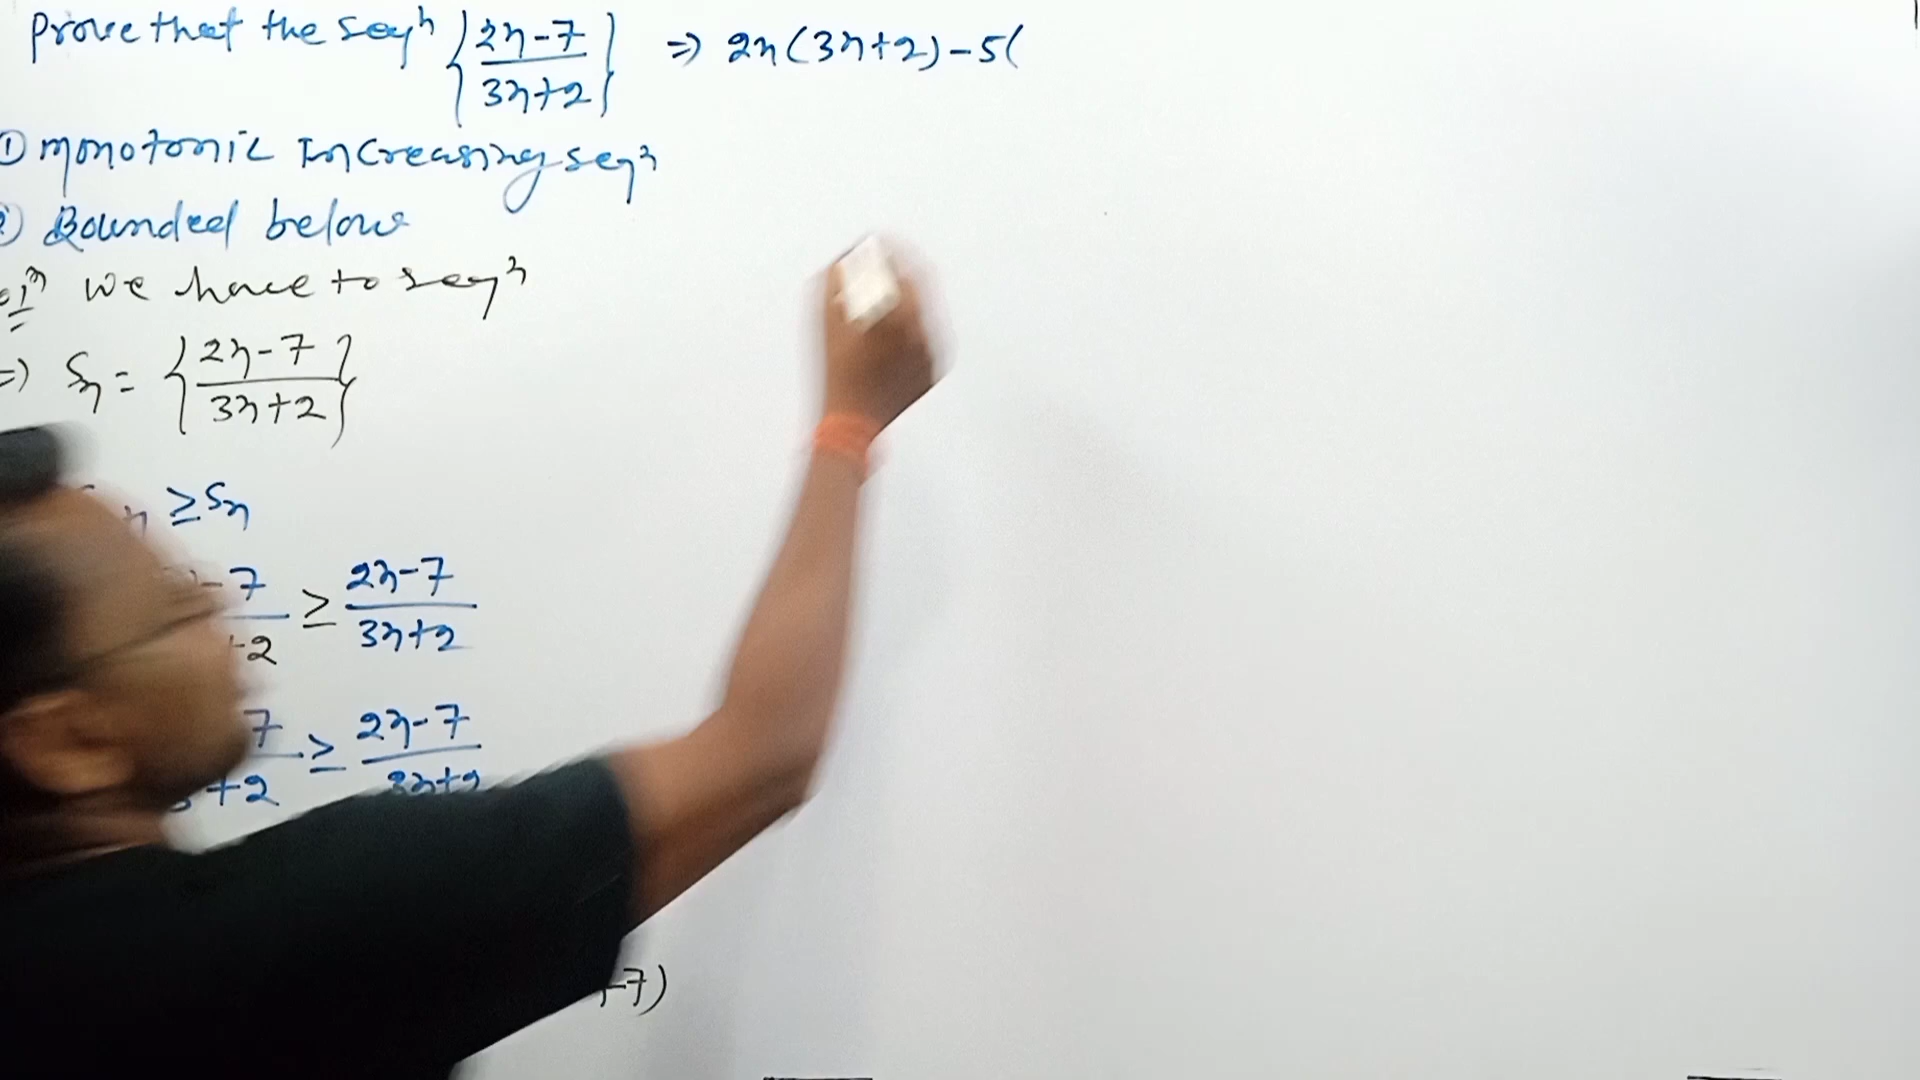 Prove that the seqⁿ {2n-7/3n+2}
① monotonic Increasing seqⁿ
② Bounded below
solⁿ we have to seqⁿ
=> Sn = {2n-7/3n+2}
≥ Sn
-7/+2 ≥ 2n-7/3n+2
7/+2 ≥ 2n-7/3n+2
-7)
=> 2n(3n+2)-5(